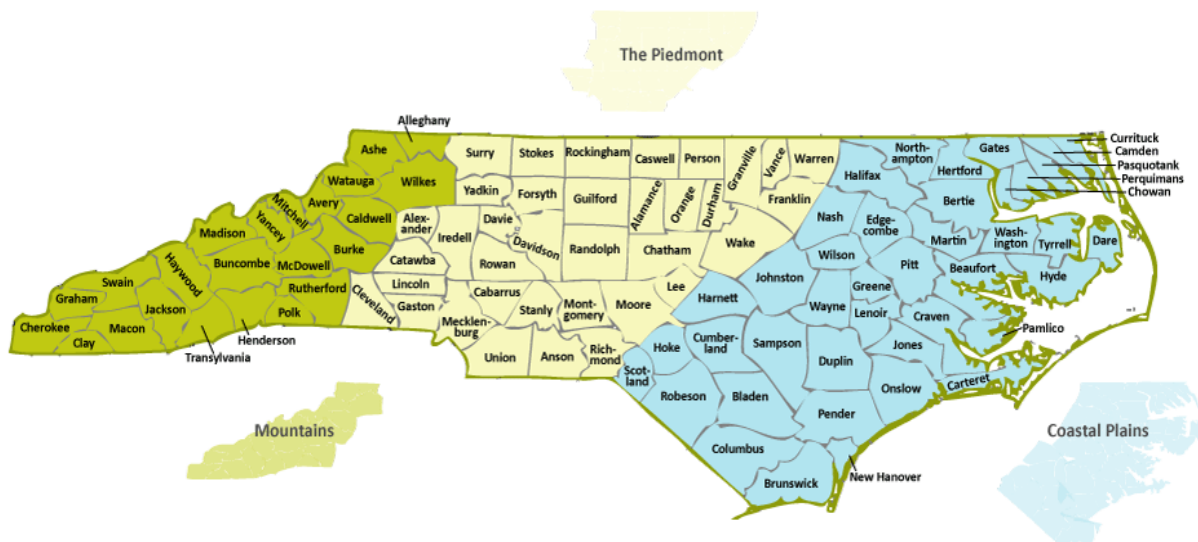 The Piedmont
Alleghany
Ashe
Watauga
Wilkes
Avery
Mitchell
Yancey
Caldwell
Madison
Burke
Buncombe
McDowell
Haywood
Swain
Rutherford
Graham
Jackson
Polk
Cherokee
Macon
Clay
Henderson
Transylvania
Surry
Stokes
Rockingham
Caswell
Person
Granville
Vance
Warren
Yadkin
Forsyth
Guilford
Alamance
Orange
Durham
Franklin
Alex-
ander
Iredell
Davie
Davidson
Randolph
Chatham
Wake
Catawba
Rowan
Lincoln
Cleveland
Gaston
Cabarrus
Lee
Mecklen-
burg
Stanly
Mont-
gomery
Moore
Union
Anson
Rich-
mond
North-
ampton
Gates
Currituck
Camden
Pasquotank
Perquimans
Chowan
Halifax
Hertford
Bertie
Nash
Edge-
combe
Martin
Wash-
ington
Tyrrell
Dare
Wilson
Pitt
Beaufort
Hyde
Johnston
Greene
Harnett
Wayne
Lenoir
Craven
Pamlico
Hoke
Cumber-
land
Sampson
Jones
Duplin
Scot-
land
Robeson
Bladen
Onslow
Carteret
Pender
Columbus
Brunswick
New Hanover
Mountains
Coastal Plains